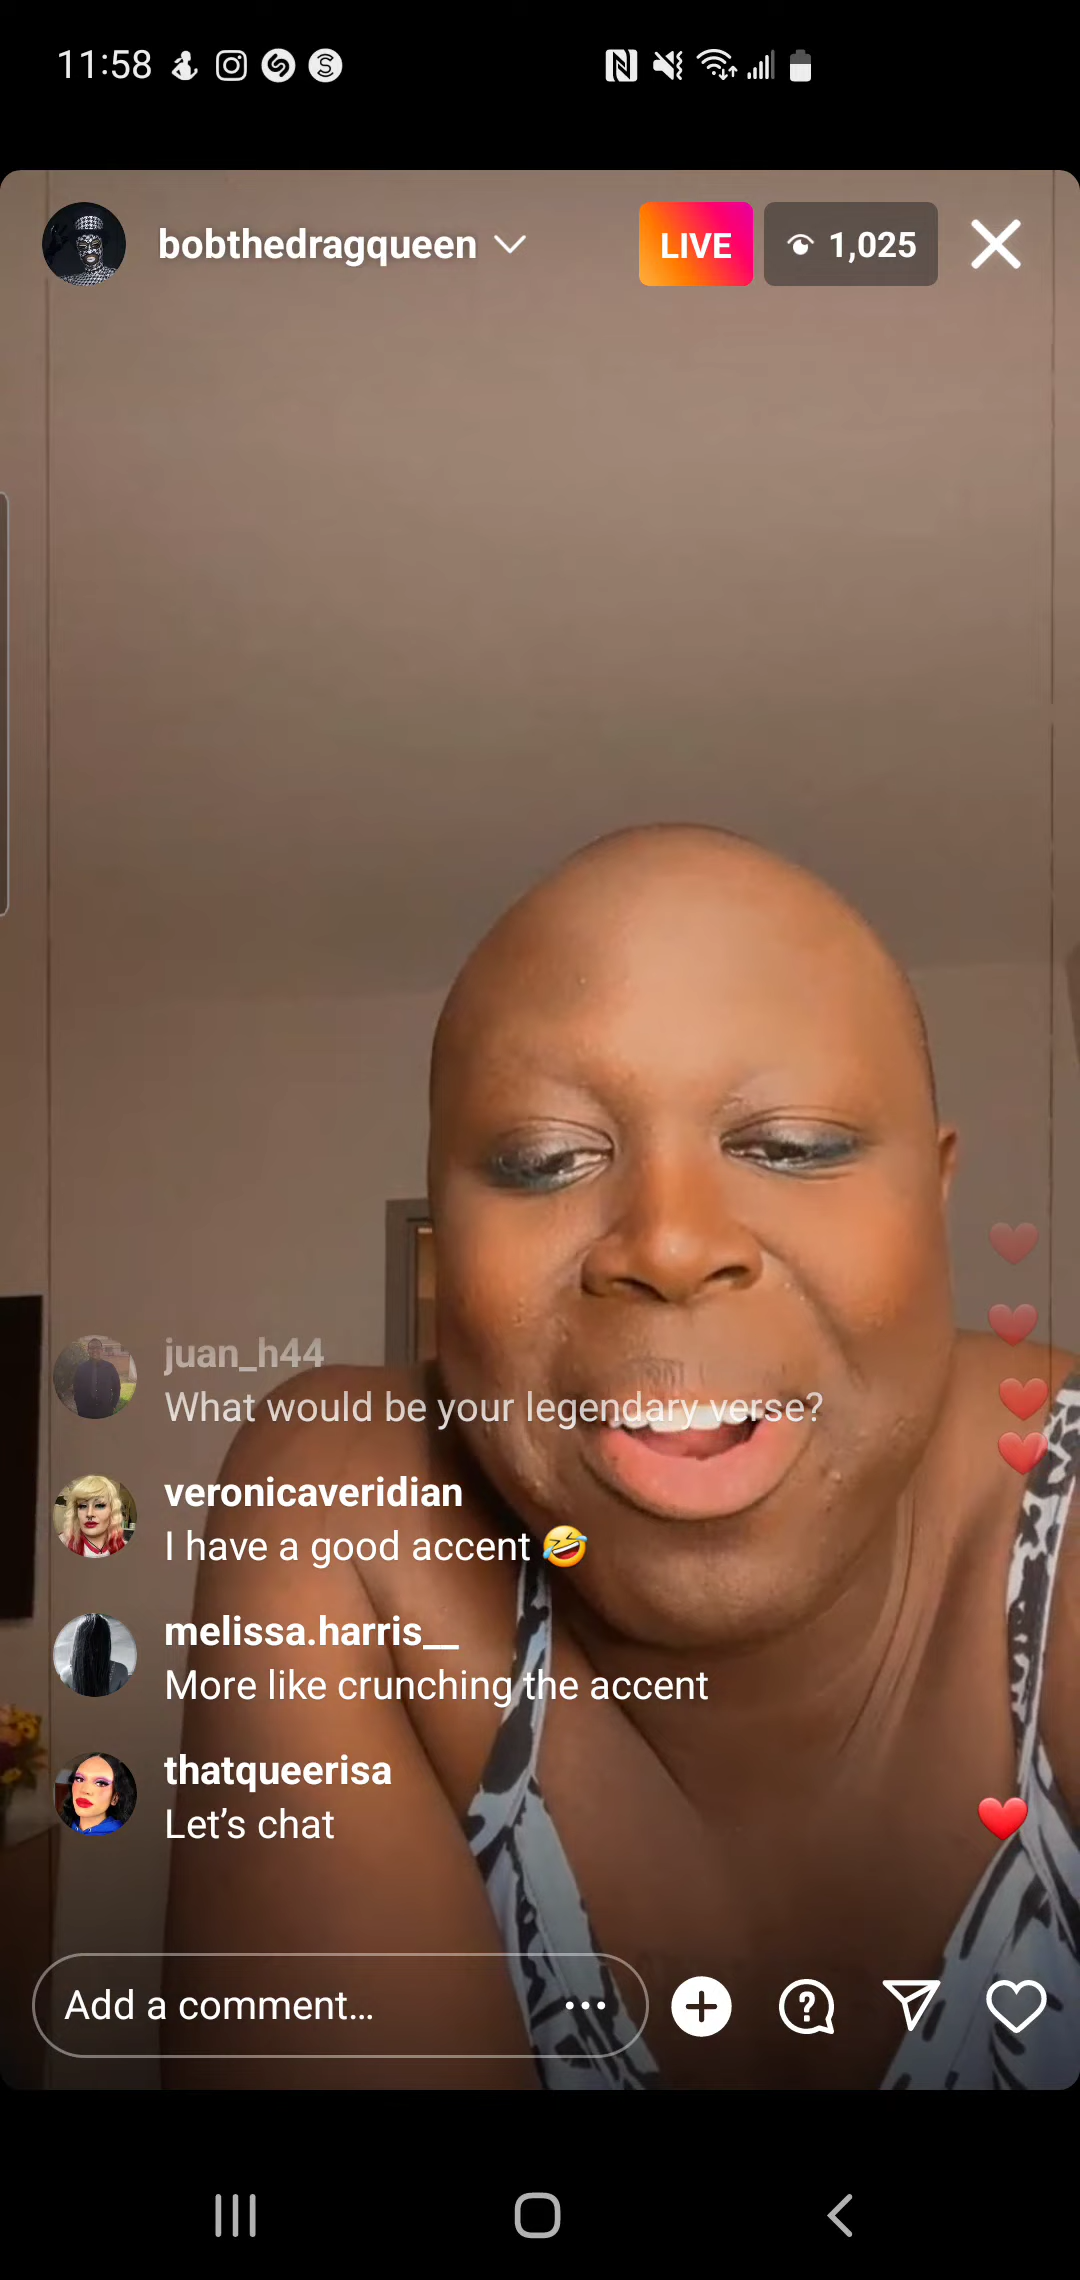 11:58
bobthedragqueen
LIVE
1,025
juan_h44
What would be your legendary verse?
veronicaveridian
I have a good accent 🤣
melissa.harris__
More like crunching the accent
thatqueerisa
Let’s chat
Add a comment...